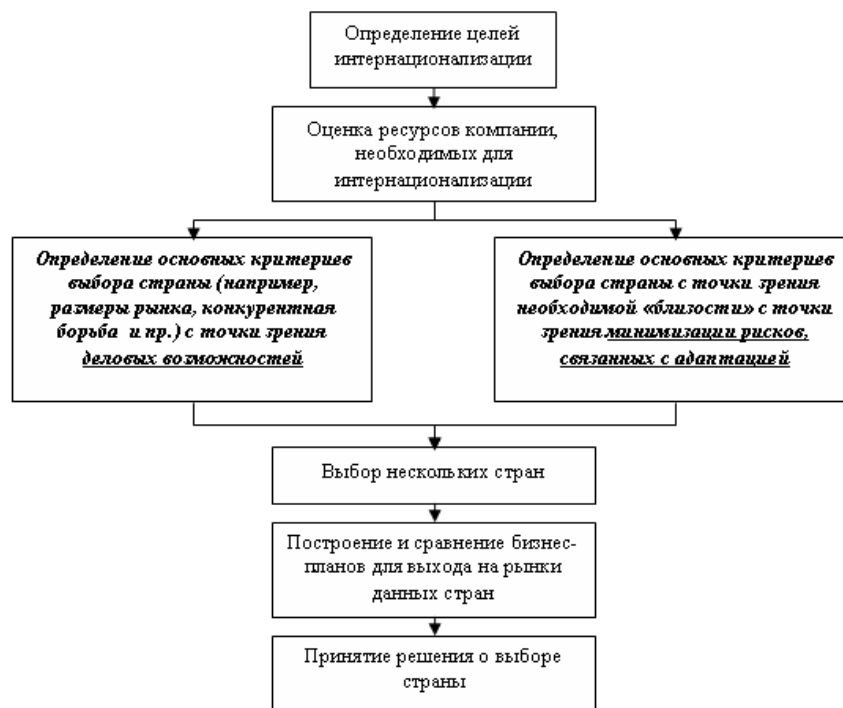 Определение целей
интернационализации
Оценка ресурсов компании,
необходимых для
интернационализации
Определение основных критериев
выбора страны (например,
размеры рынка, конкурентная
борьба и пр.) с точки зрения
деловых возможностей
Определение основных критериев
выбора страны с точки зрения
необходимой «близости» с точки
зрения минимизации рисков,
связанных с адаптацией
Выбор нескольких стран
Построение и сравнение бизнес-
планов для выхода на рынки
данных стран
Принятие решения о выборе
страны